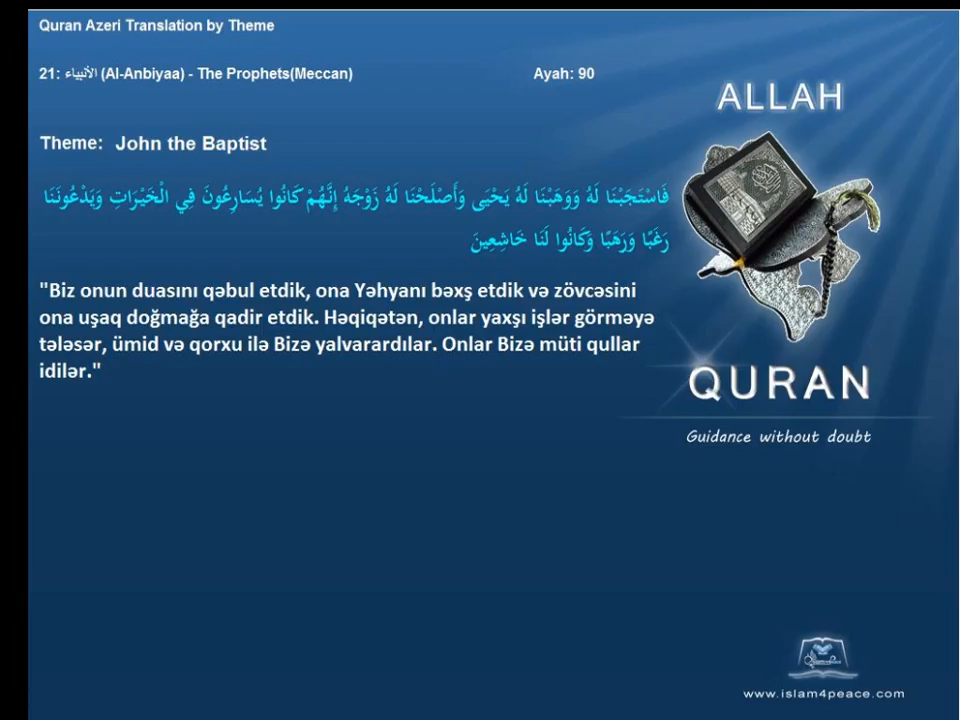 Quran Azeri Translation by Theme
21: الأنبياء (Al-Anbiyaa) - The Prophets(Meccan) Ayah: 90
ALLAH
Theme: John the Baptist
فَاسْتَجَبْنَا لَهُ وَوَهَبْنَا لَهُ يَحْيَى وَأَصْلَحْنَا لَهُ زَوْجَهُ إِنَّهُمْ كَانُوا يُسَارِعُونَ فِي الْخَيْرَاتِ وَيَدْعُونَنَا
رَغَبًا وَرَهَبًا وَكَانُوا لَنَا خَاشِعِينَ
"Biz onun duasını qəbul etdik, ona Yəhyanı bəxş etdik və zövcəsini
ona uşaq doğmağa qadir etdik. Həqiqətən, onlar yaxşı işlər görməyə
tələsər, ümid və qorxu ilə Bizə yalvarardılar. Onlar Bizə müti qullar
idilər."
QURAN
Guidance without doubt
www.islam4peace.com